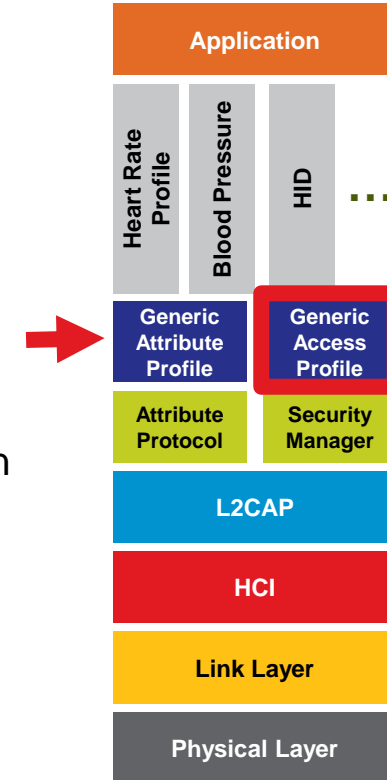 Application
Heart Rate
Profile
Blood Pressure
HID
...
Generic
Attribute
Profile
Generic
Access
Profile
Attribute
Protocol
Security
Manager
n
L2CAP
HCI
Link Layer
Physical Layer